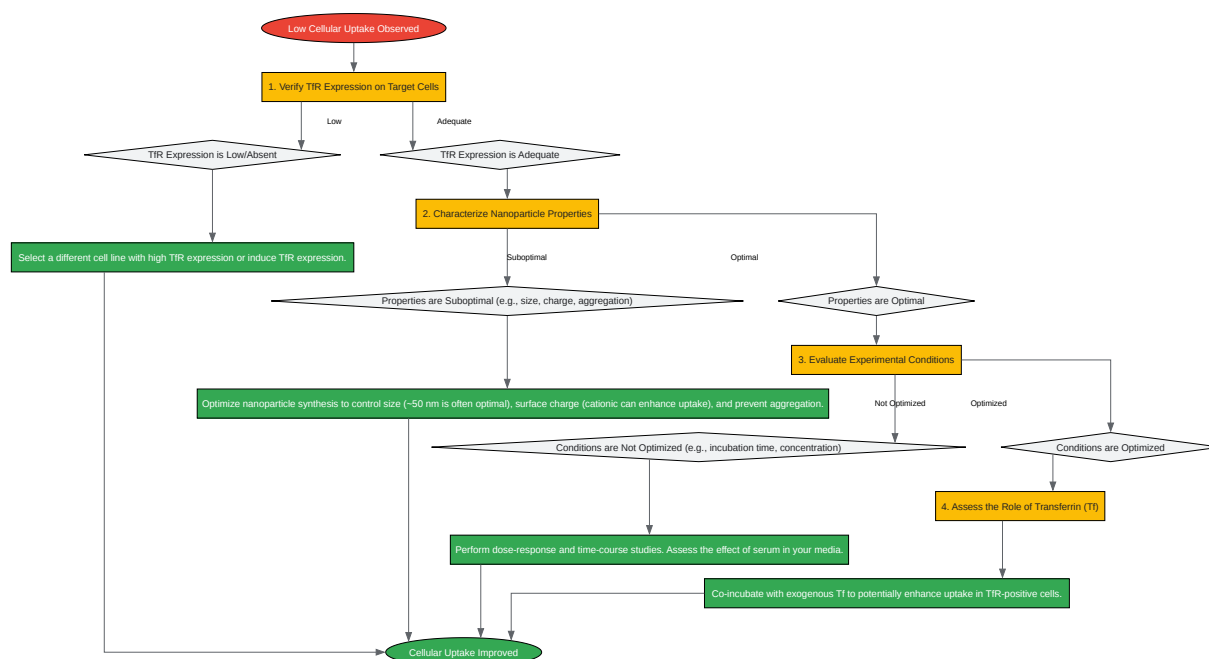 Low Cellular Uptake Observed
1. Verify TfR Expression on Target Cells
Low
Adequate
TfR Expression is Low/Absent
TfR Expression is Adequate
2. Characterize Nanoparticle Properties
Select a different cell line with high TfR expression or induce TfR expression.
Suboptimal
Optimal
Properties are Suboptimal (e.g., size, charge, aggregation)
Properties are Optimal
3. Evaluate Experimental Conditions
Optimize nanoparticle synthesis to control size (~50 nm is often optimal), surface charge (cationic can enhance uptake), and prevent aggregation.
Not Optimized
Optimized
Conditions are Not Optimized (e.g., incubation time, concentration)
Conditions are Optimized
4. Assess the Role of Transferrin (Tf)
Perform dose-response and time-course studies. Assess the effect of serum in your media.
Co-incubate with exogenous Tf to potentially enhance uptake in TfR-positive cells.
Cellular Uptake Improved